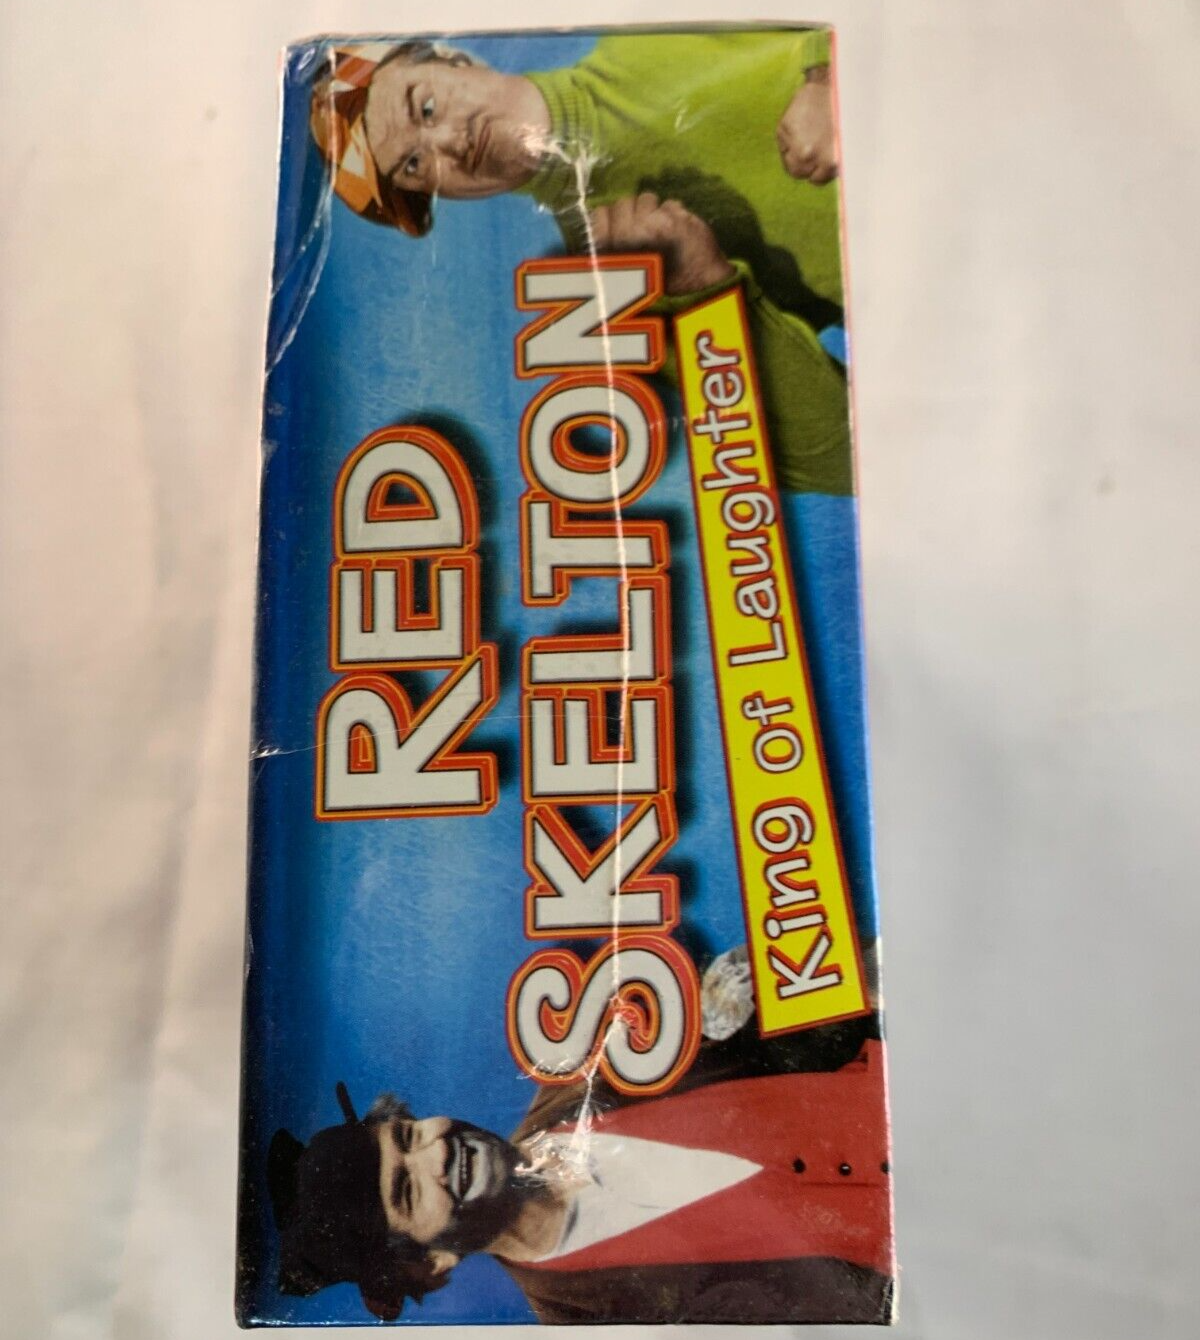 RED
SKELTON
King of Laughter